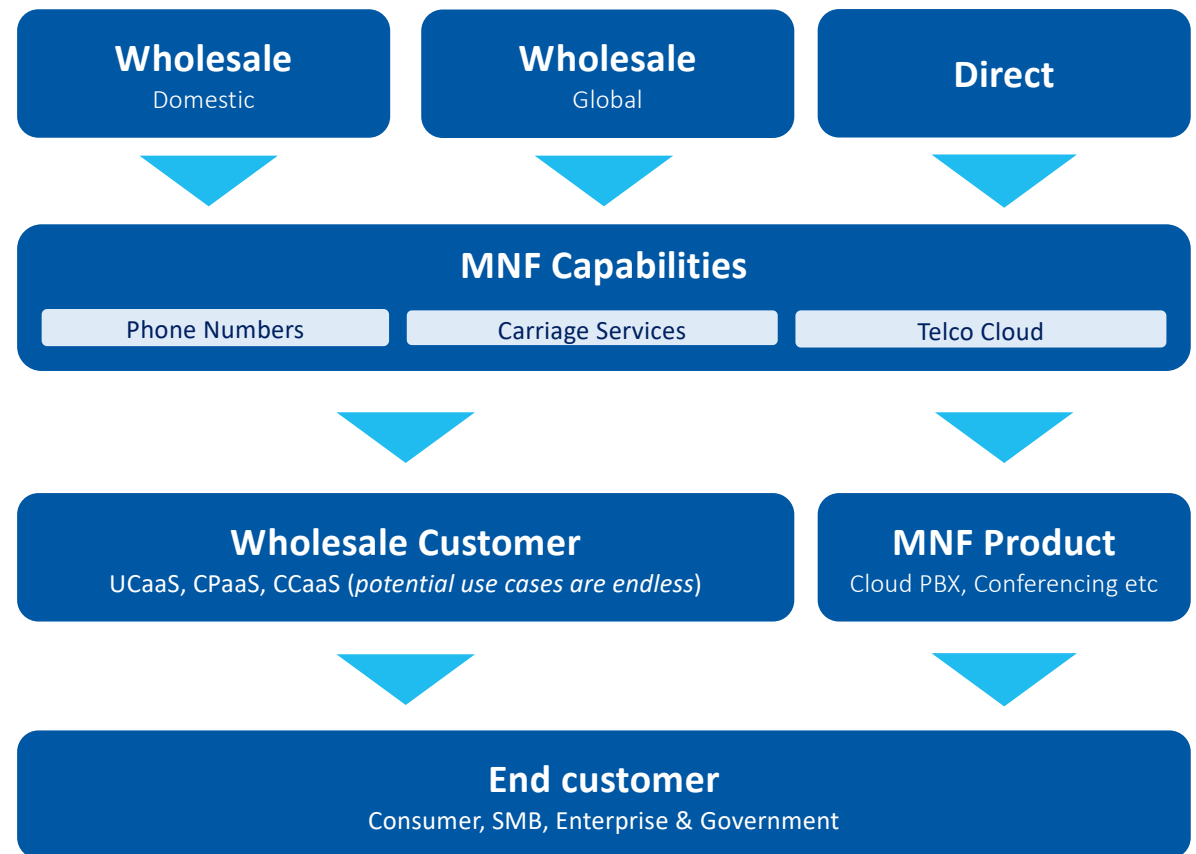 Wholesale
Domestic
Wholesale
Global
Direct
MNF Capabilities
Phone Numbers
Carriage Services
Telco Cloud
Wholesale Customer
UCaaS, CPaaS, CCaaS (potential use cases are endless)
MNF Product
Cloud PBX, Conferencing etc
End customer
Consumer, SMB, Enterprise & Government